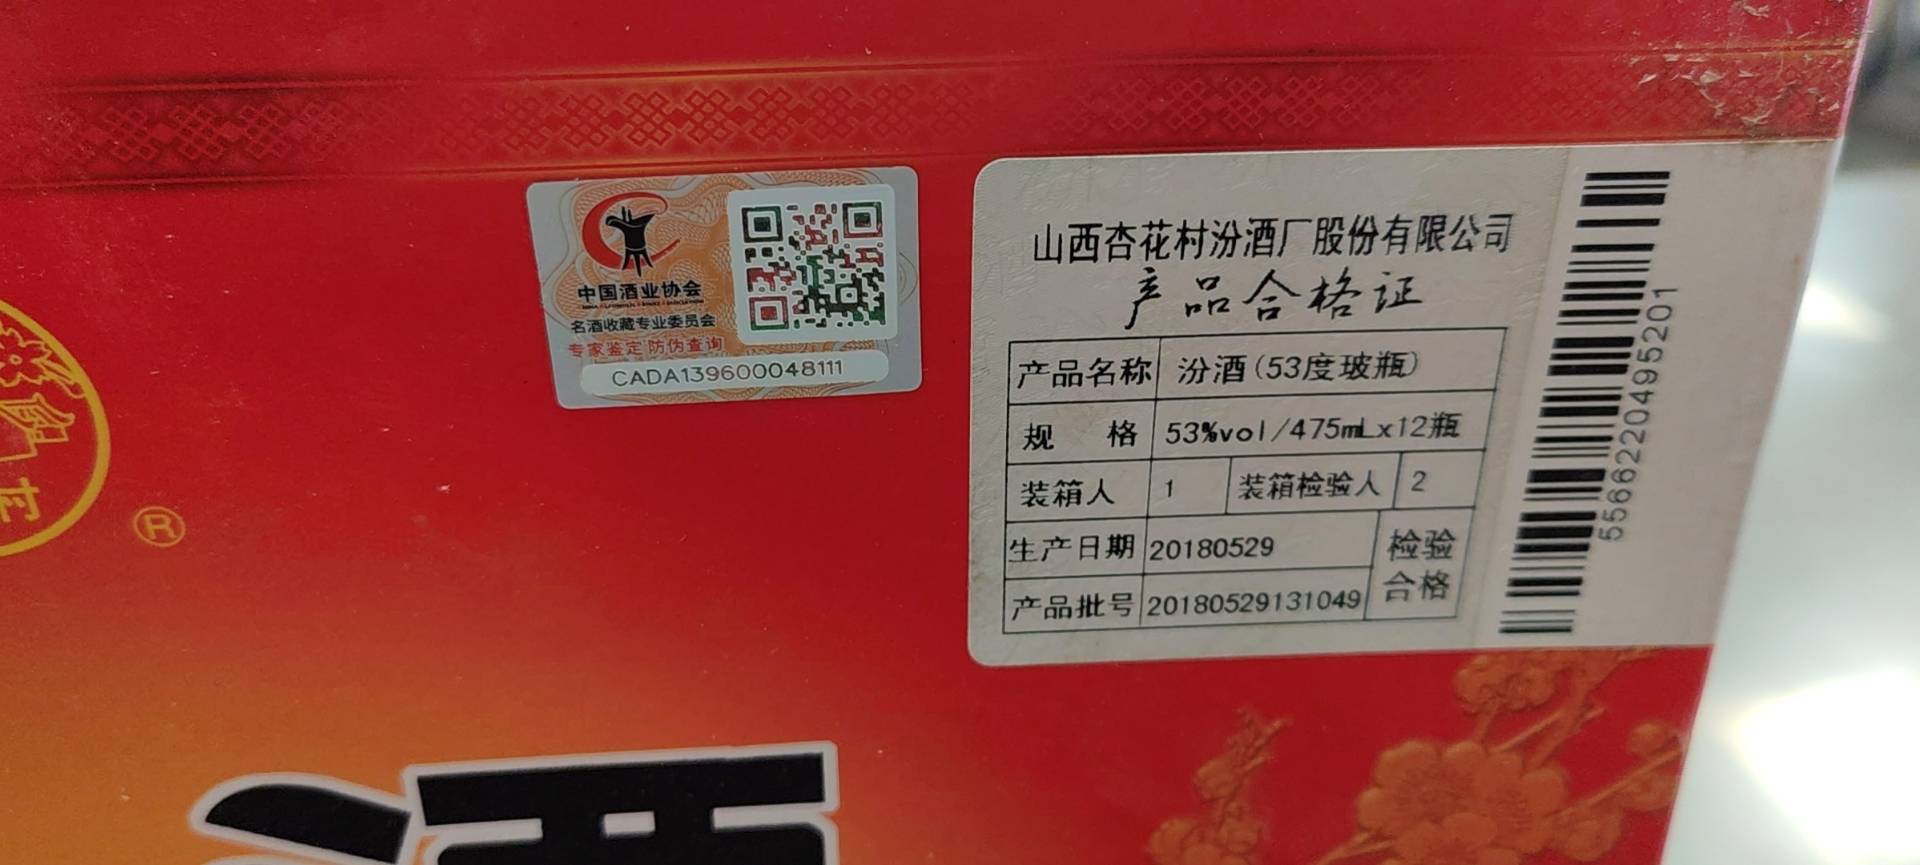 中国酒业协会
名酒收藏专业委员会
专家鉴定 防伪查询
CADA139600048111
山西杏花村汾酒厂股份有限公司
产品合格证
产品名称 汾酒(53度玻瓶)
规 格 53%vol/475mLx12瓶
装箱人 1 装箱检验人 2
生产日期 20180529 检验
产品批号 20180529131049 合格
5566220495201
®
酒